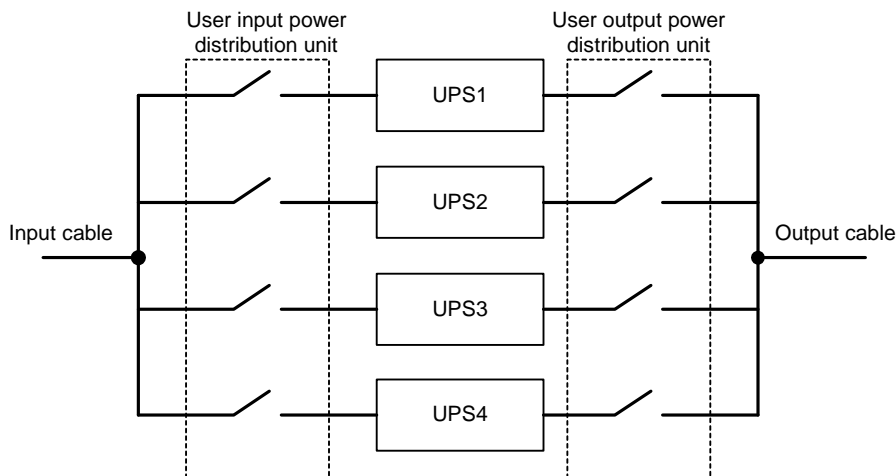 User input power
distribution unit
User output power
distribution unit
UPS1
UPS2
Input cable
Output cable
UPS3
UPS4